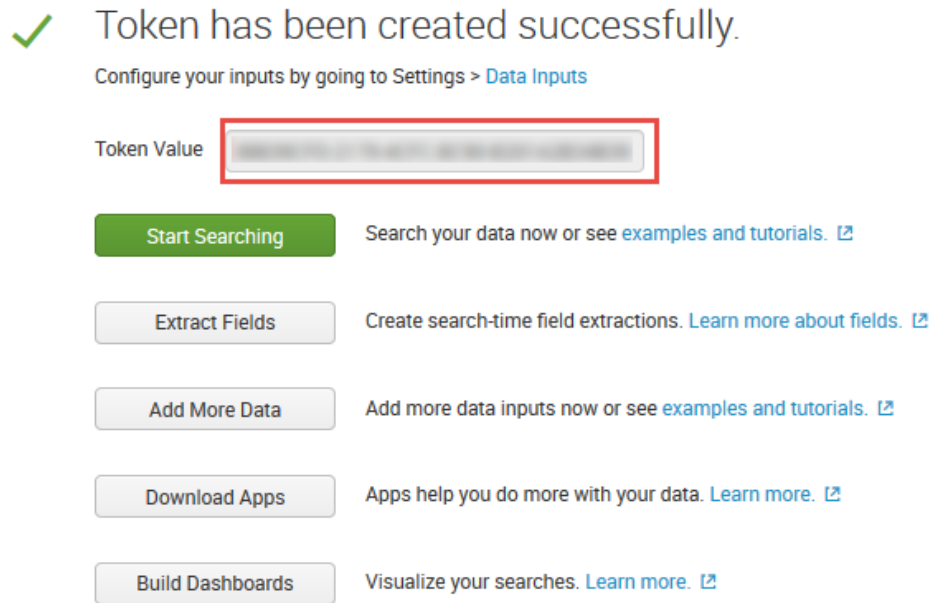 Token has been created successfully.
Configure your inputs by going to Settings > Data Inputs
Token Value
Start Searching Search your data now or see examples and tutorials.
Extract Fields Create search-time field extractions. Learn more about fields.
Add More Data Add more data inputs now or see examples and tutorials.
Download Apps Apps help you do more with your data. Learn more.
Build Dashboards Visualize your searches. Learn more.